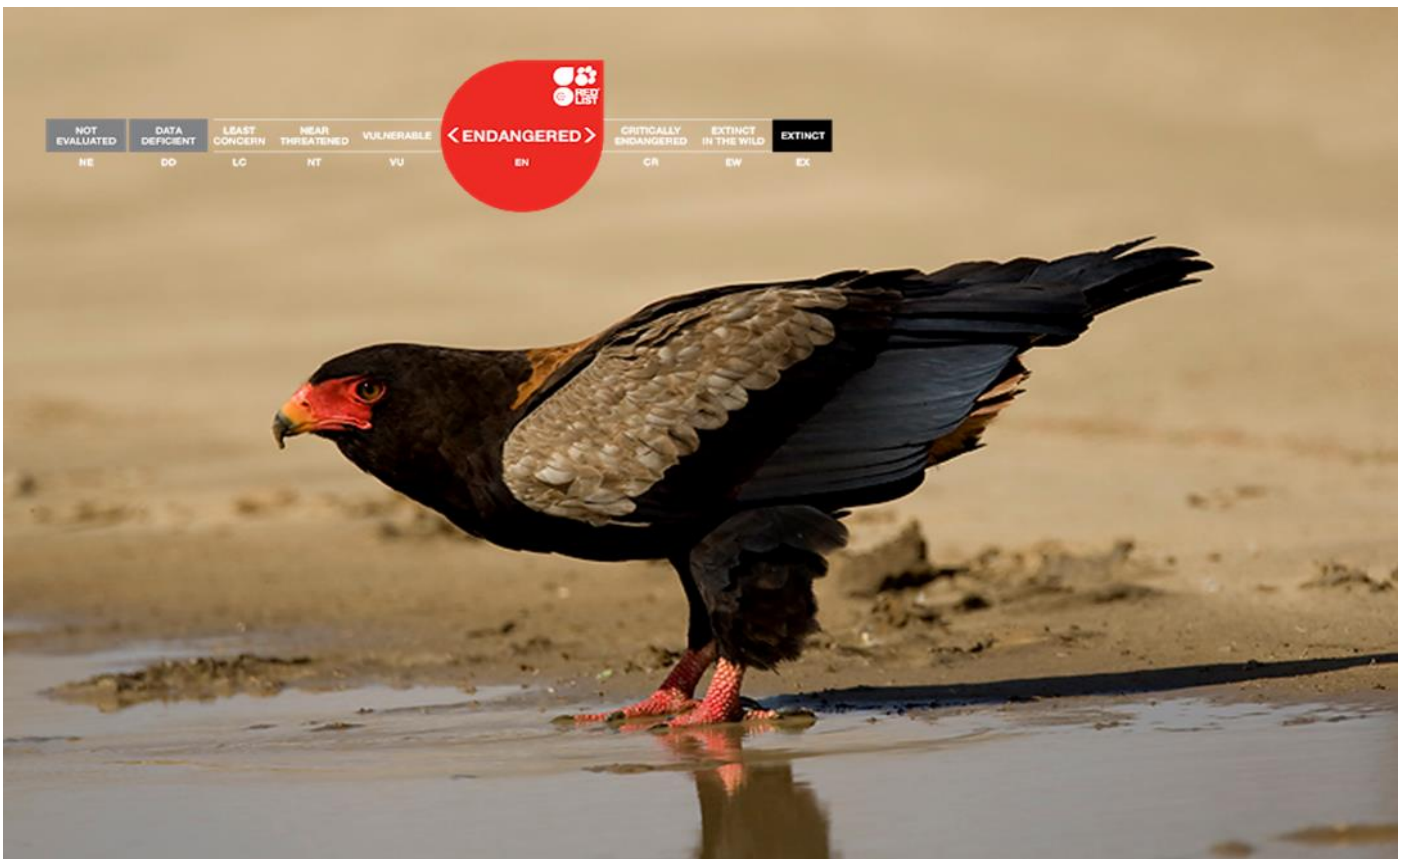 RED
LIST
NOT
EVALUATED
DATA
DEFICIENT
LEAST
CONCERN
NEAR
THREATENED
VULNERABLE
<ENDANGERED>
CRITICALLY
ENDANGERED
EXTINCT
IN THE WILD
EXTINCT
NE
DD
LC
NT
VU
EN
CR
EW
EX